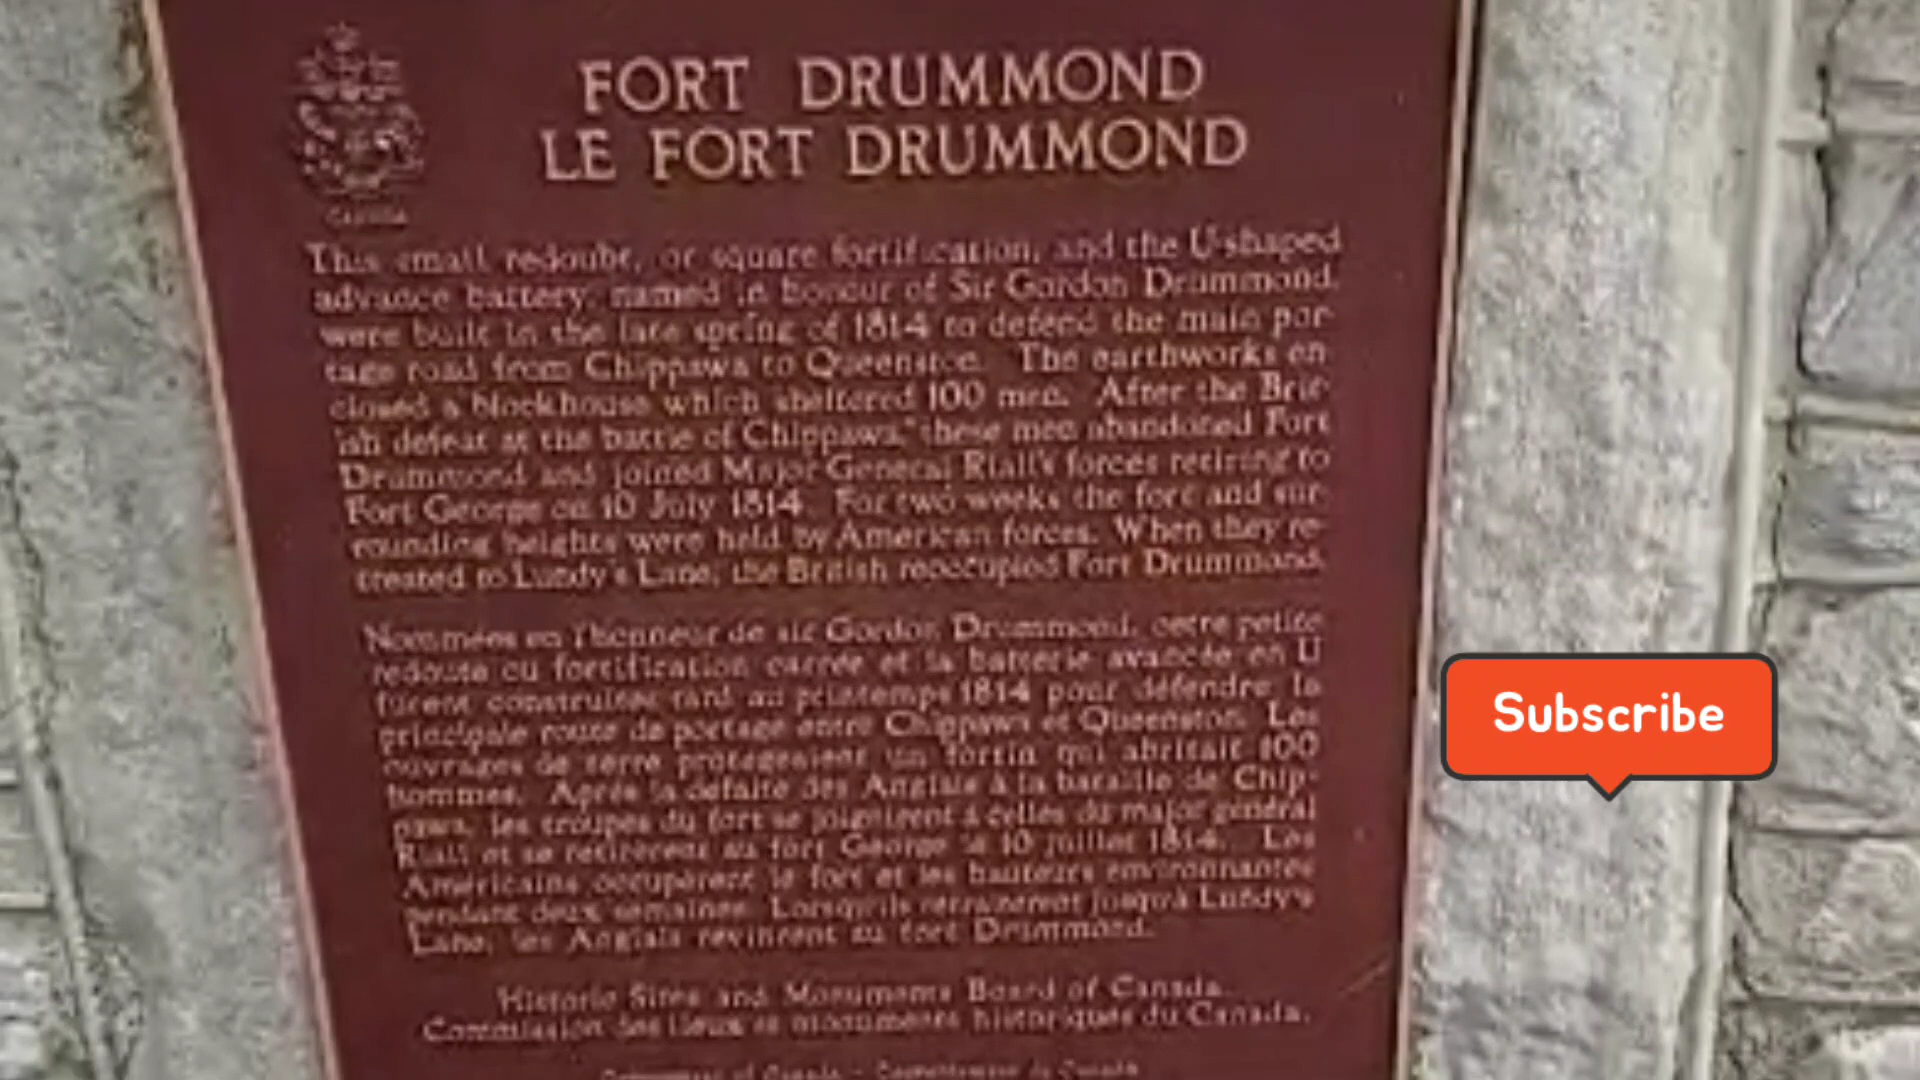 FORT DRUMMOND
LE FORT DRUMMOND
CANADA
This small redoubt, or square fortification, and the U-shaped
advance battery, named in honour of Sir Gordon Drummond,
were built in the late spring of 1814 to defend the main por-
tage road from Chippawa to Queenston. The earthworks en-
closed a blockhouse which sheltered 100 men. After the Brit-
ish defeat at the battle of Chippawa, these men abandoned Fort
Drummond and joined Major General Riall's forces retiring to
Fort George on 10 July 1814. For two weeks the fort and sur-
rounding heights were held by American forces. When they re-
treated to Lundy's Lane, the British reoccupied Fort Drummond.
Nommées en l'honneur de sir Gordon Drummond, cette petite
redoute ou fortification carrée et la batterie avancée en U
furent construites tard au printemps 1814 pour défendre la
principale route de portage entre Chippawa et Queenston. Les
ouvrages de terre protégeaient un fortin qui abritait 100
hommes. Après la défaite des Anglais à la bataille de Chip-
pawa, les troupes du fort se joignirent à celles du major général
Riall et se retirèrent au fort George le 10 juillet 1814. Les
Américains occupèrent le fort et les hauteurs environnantes
pendant deux semaines. Lorsqu'ils retraitèrent jusqu'à Lundy's
Lane, les Anglais revinrent au fort Drummond.
Historic Sites and Monuments Board of Canada.
Commission des lieux et monuments historiques du Canada.
Government of Canada - Gouvernement du Canada
Subscribe